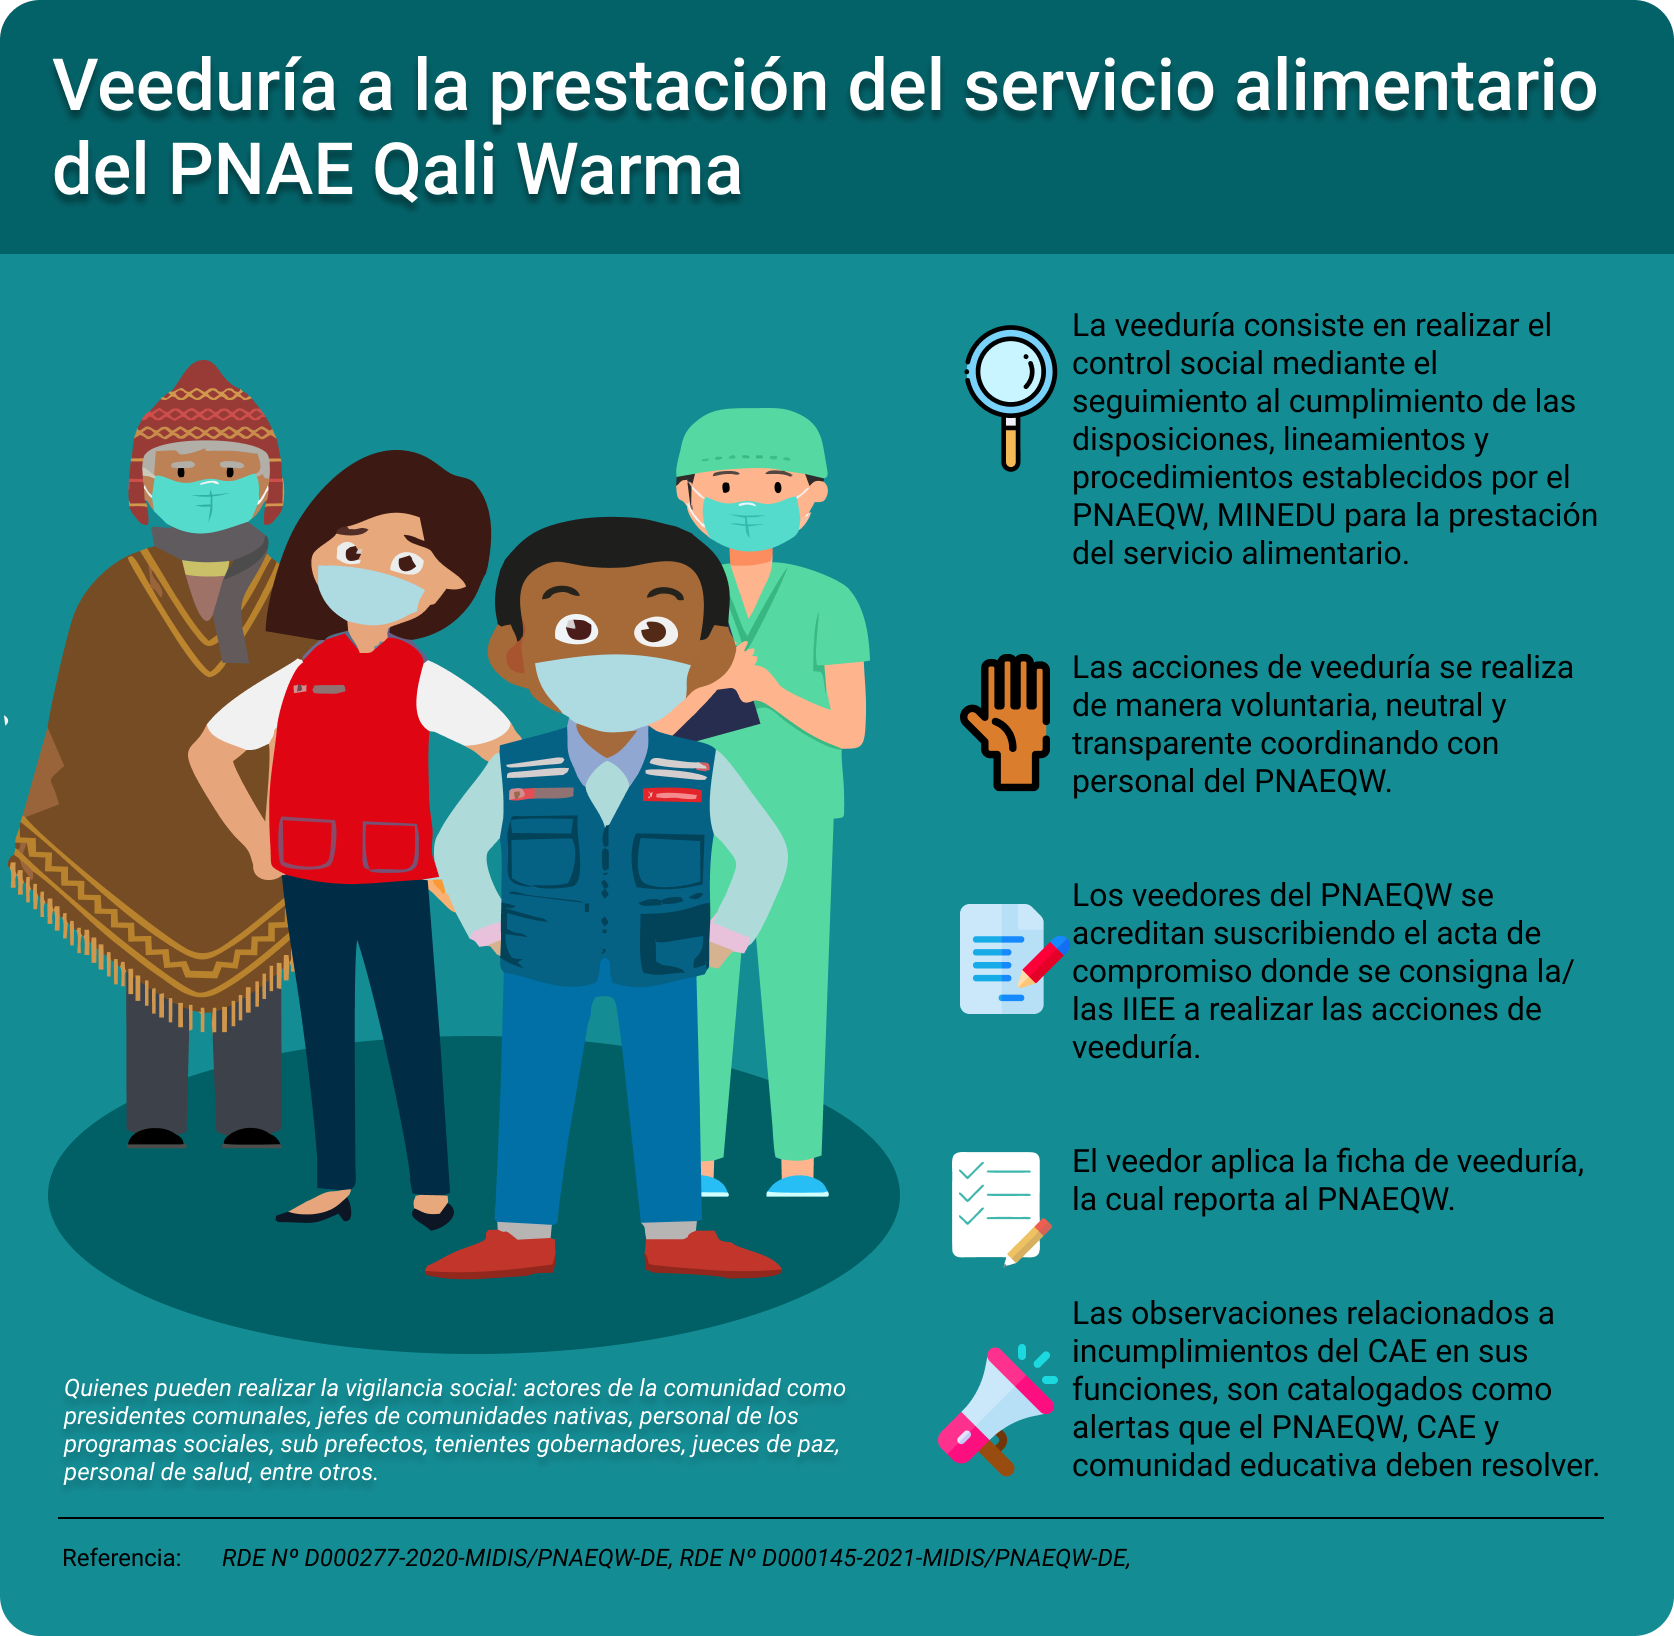 Veeduría a la prestación del servicio alimentario
del PNAE Qali Warma
La veeduría consiste en realizar el
control social mediante el
seguimiento al cumplimiento de las
disposiciones, lineamientos y
procedimientos establecidos por el
PNAEQW, MINEDU para la prestación
del servicio alimentario.
Las acciones de veeduría se realiza
de manera voluntaria, neutral y
transparente coordinando con
personal del PNAEQW.
Los veedores del PNAEQW se
acreditan suscribiendo el acta de
compromiso donde se consigna la/
las IIEE a realizar las acciones de
veeduría.
El veedor aplica la ficha de veeduría,
la cual reporta al PNAEQW.
Las observaciones relacionados a
incumplimientos del CAE en sus
funciones, son catalogados como
alertas que el PNAEQW, CAE y
comunidad educativa deben resolver.
Quienes pueden realizar la vigilancia social: actores de la comunidad como
presidentes comunales, jefes de comunidades nativas, personal de los
programas sociales, sub prefectos, tenientes gobernadores, jueces de paz,
personal de salud, entre otros.
Referencia: RDE Nº D000277-2020-MIDIS/PNAEQW-DE, RDE Nº D000145-2021-MIDIS/PNAEQW-DE,